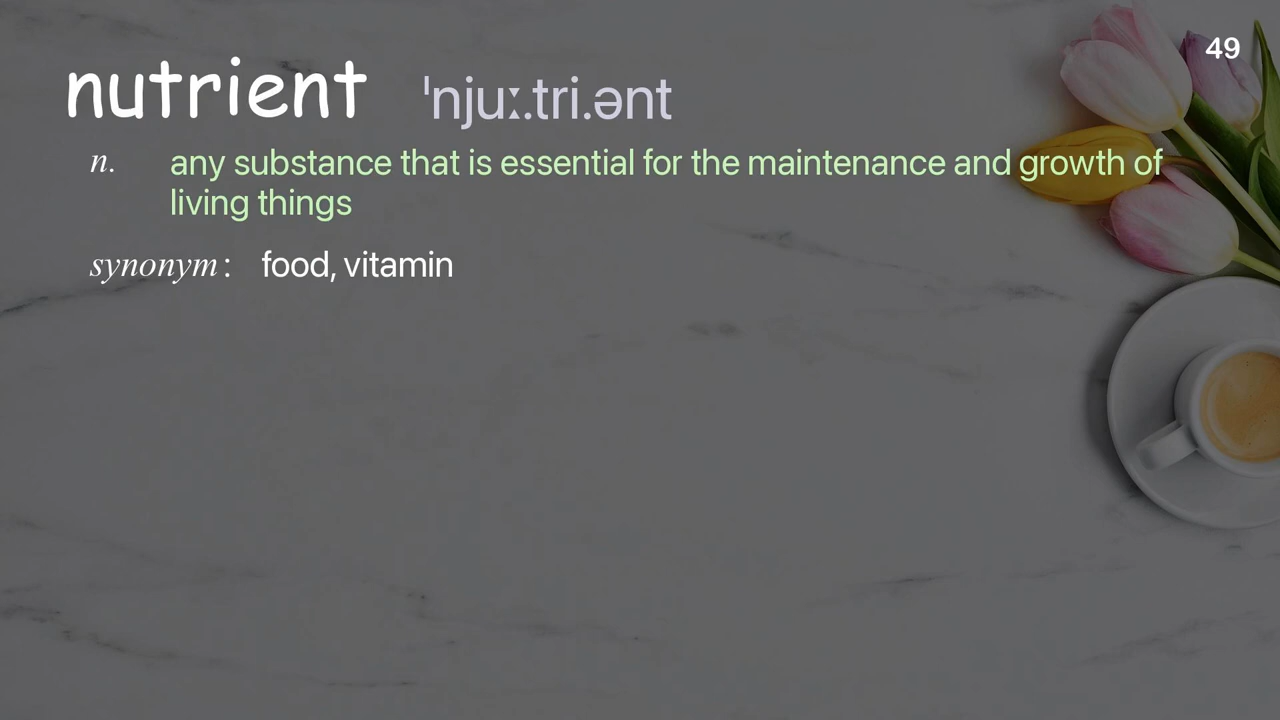 49
nutrient ˈnjuː.tri.ənt
n. any substance that is essential for the maintenance and growth of
living things
synonym: food, vitamin